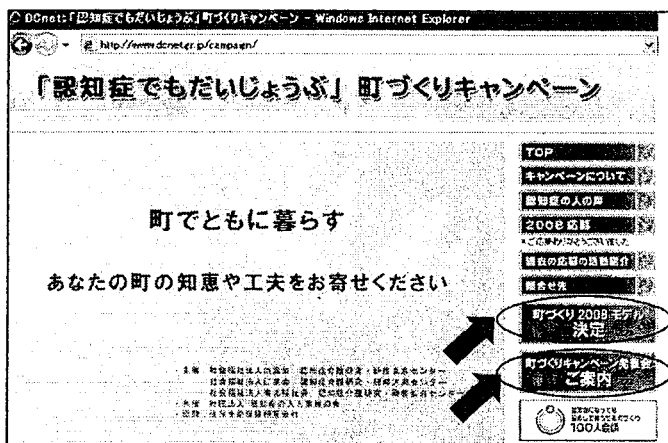 DCnet:「認知症でもだいじょうぶ」町づくりキャンペーン - Windows Internet Explorer
http://www.dcnet.gr.jp/campaign/
「認知症でもだいじょうぶ」町づくりキャンペーン
町でともに暮らす
あなたの町の知恵や工夫をお寄せください
TOP
キャンペーンについて
認知症の人の声
2008 応募
過去の応募の活動紹介
問合せ先
町づくり 2008 モデル
決定
町づくりキャンペーン発表会
ご案内
100人会議